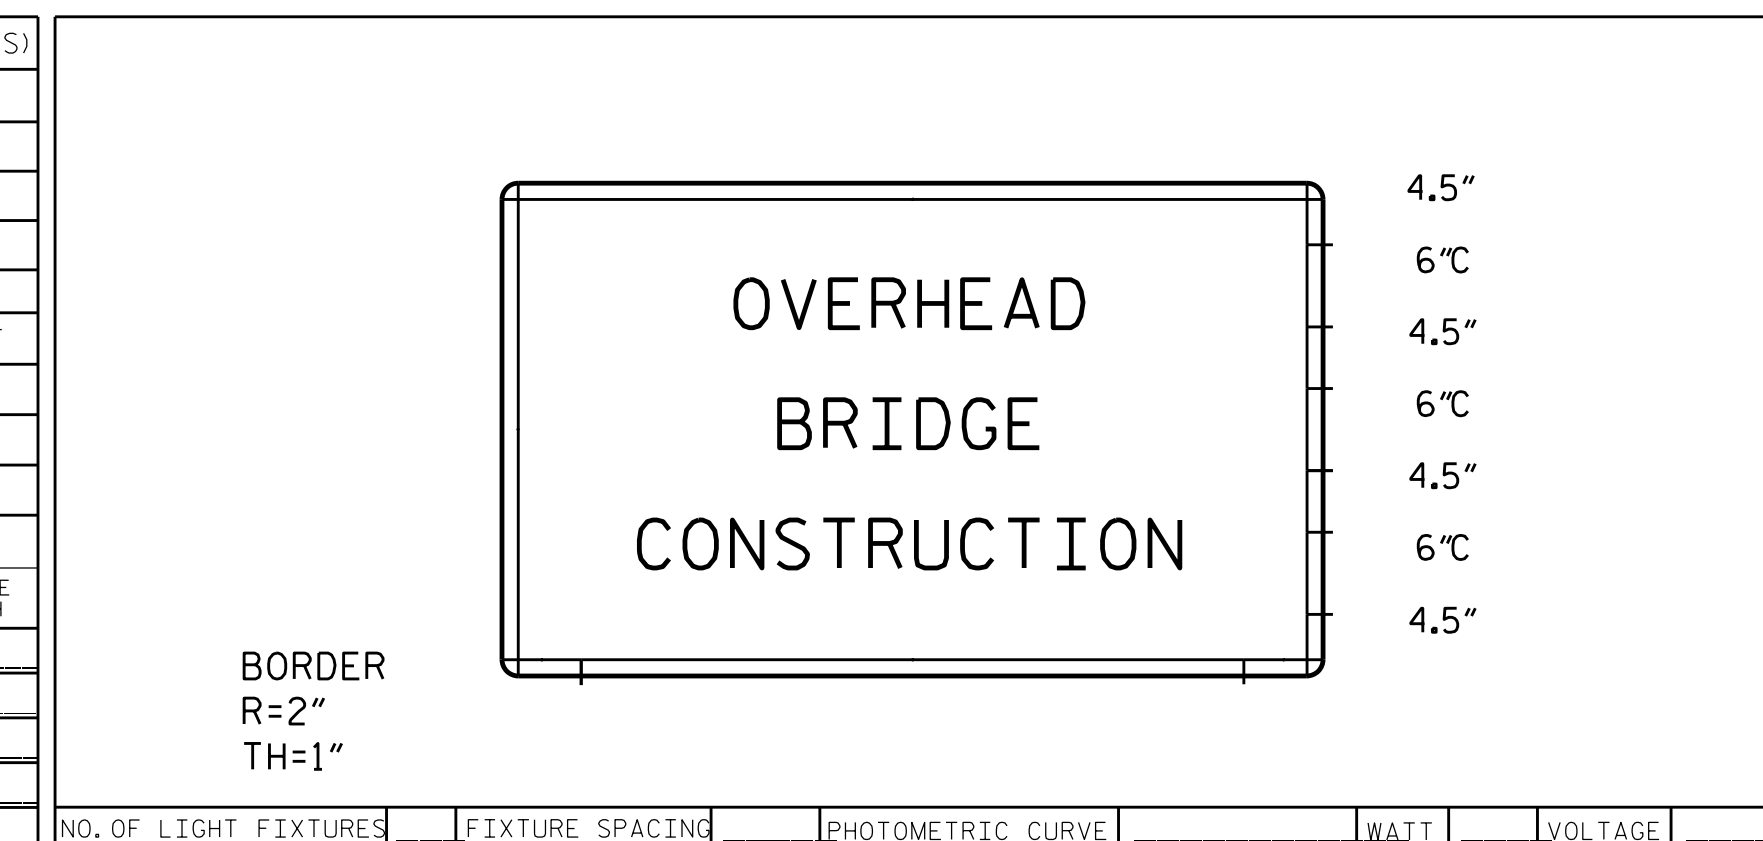 S)
4.5"
6"C
OVERHEAD
4.5"
BRIDGE
6"C
4.5"
CONSTRUCTION
6"C
4.5"
E
BORDER
R=2"
TH=1"
NO. OF LIGHT FIXTURES FIXTURE SPACING PHOTOMETRIC CURVE WATT VOLTAGE